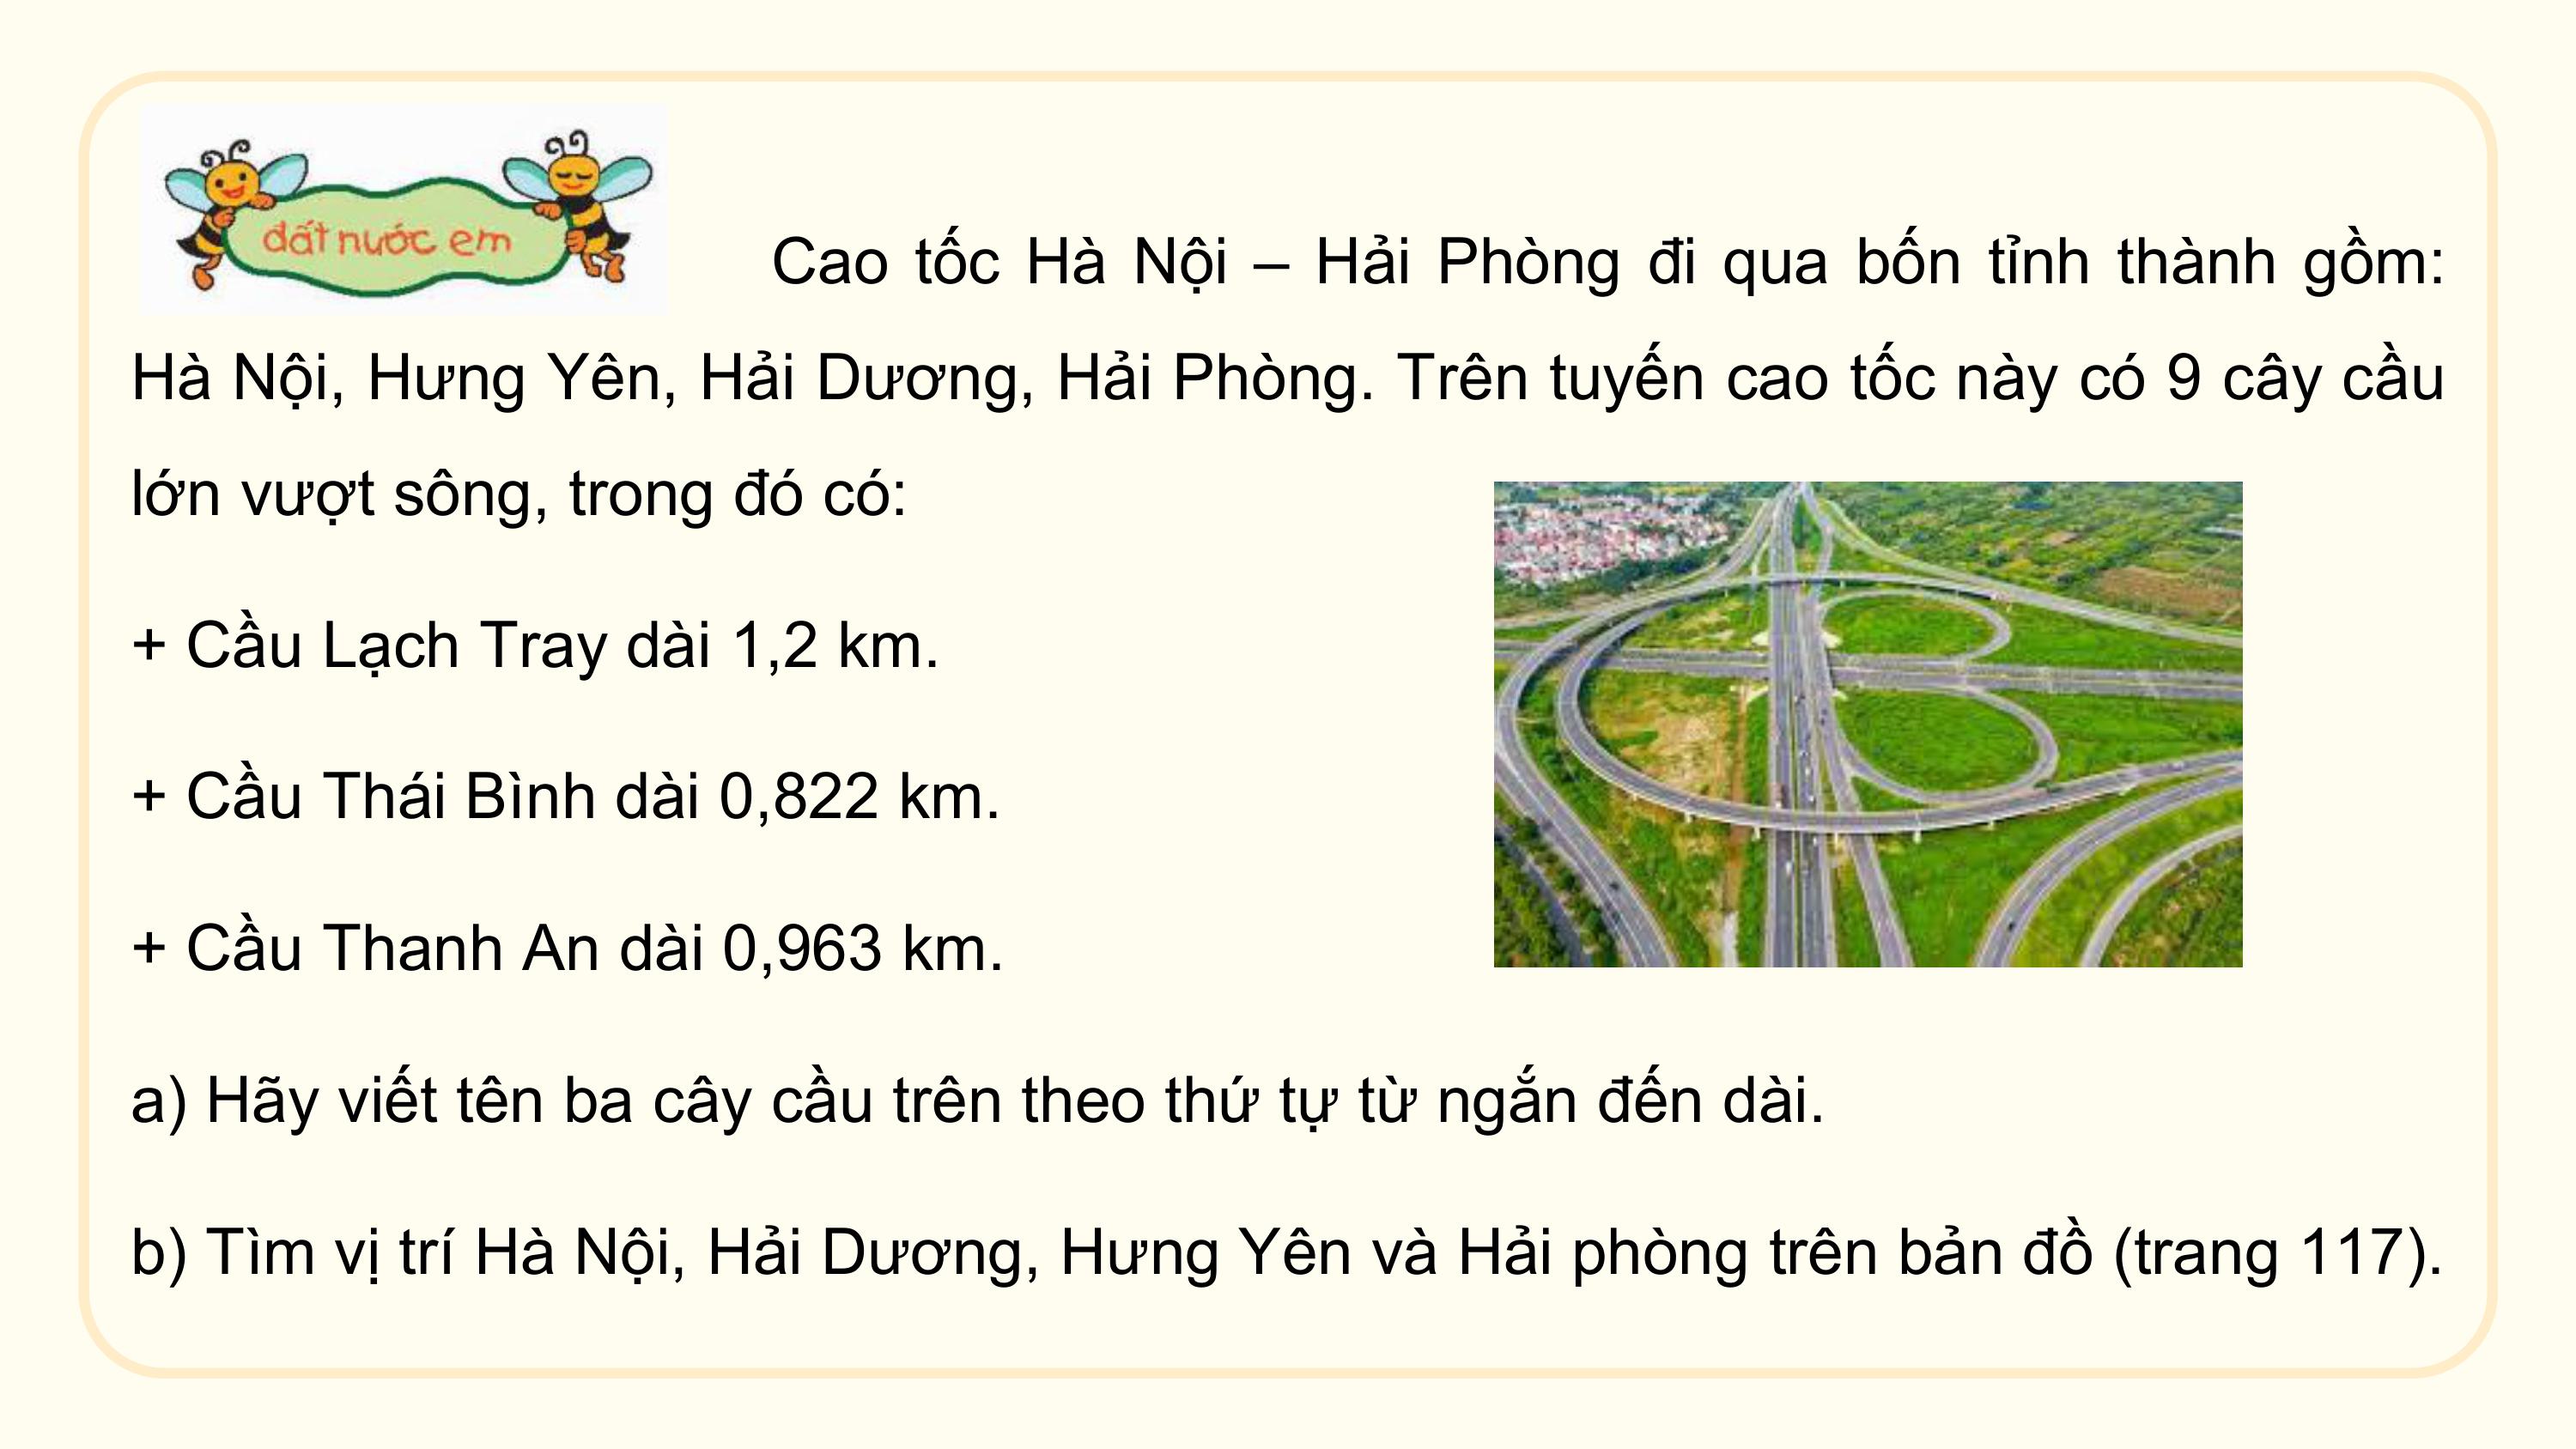 đất nước em
Cao tốc Hà Nội – Hải Phòng đi qua bốn tỉnh thành gồm:
Hà Nội, Hưng Yên, Hải Dương, Hải Phòng. Trên tuyến cao tốc này có 9 cây cầu
lớn vượt sông, trong đó có:
+ Cầu Lạch Tray dài 1,2 km.
+ Cầu Thái Bình dài 0,822 km.
+ Cầu Thanh An dài 0,963 km.
a) Hãy viết tên ba cây cầu trên theo thứ tự từ ngắn đến dài.
b) Tìm vị trí Hà Nội, Hải Dương, Hưng Yên và Hải phòng trên bản đồ (trang 117).